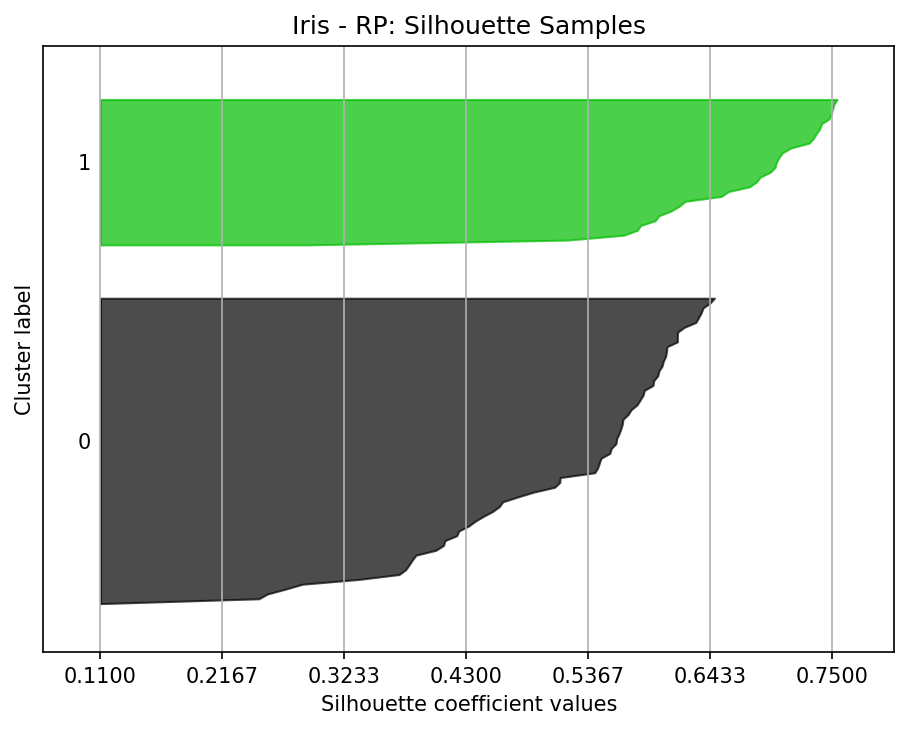 Iris - RP: Silhouette Samples
1
Cluster label
0
0.1100 0.2167 0.3233 0.4300 0.5367 0.6433 0.7500
Silhouette coefficient values